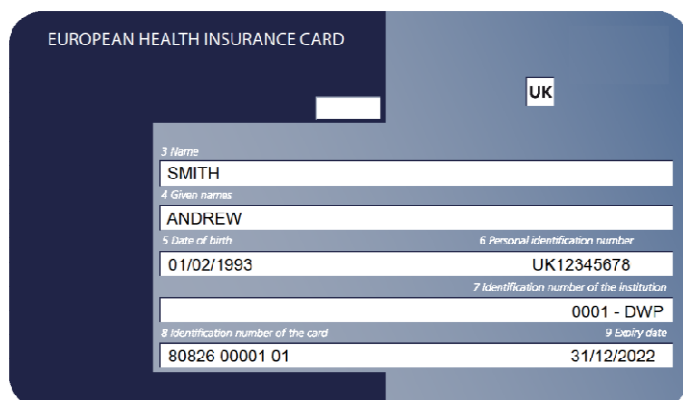 EUROPEAN HEALTH INSURANCE CARD
UK
3 Name
SMITH
4 Given names
ANDREW
5 Date of birth 6 Personal identification number
01/02/1993 UK12345678
7 Identification number of the institution
0001 - DWP
8 Identification number of the card 9 Expiry date
80826 00001 01 31/12/2022